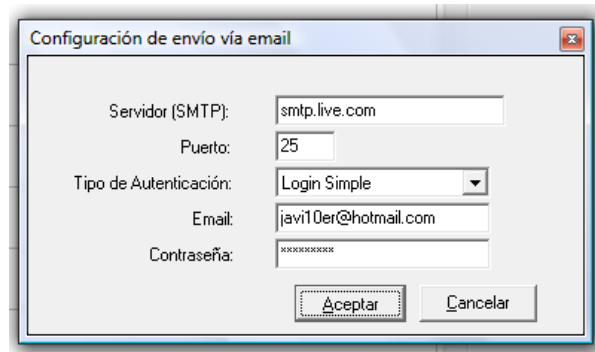 Configuración de envío vía email
Servidor (SMTP): smtp.live.com
Puerto: 25
Tipo de Autenticación: Login Simple
Email: javi10er@hotmail.com
Contraseña: xxxxxxxxx
Aceptar Cancelar